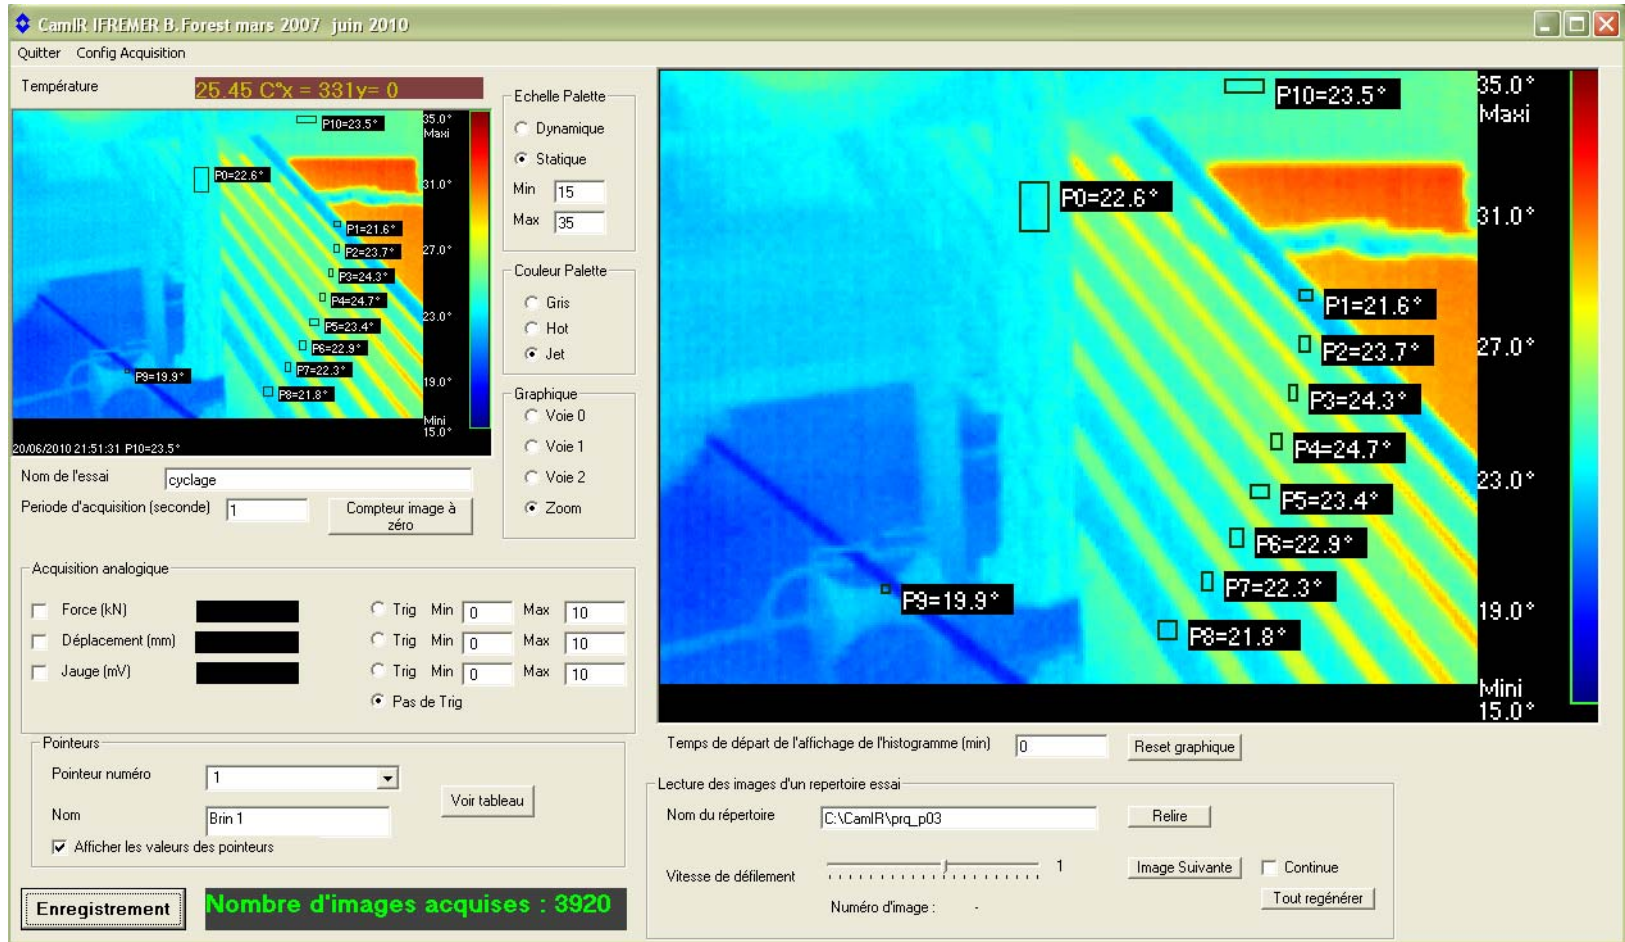 CamIR IFREMER B. Forest mars 2007 juin 2010
Quitter Config Acquisition
Température
25.45 C°x = 331y= 0
P10=23.5°
35.0°
Maxi
P0=22.6°
31.0°
P1=21.6°
P2=23.7°
27.0°
P3=24.3°
P4=24.7°
23.0°
P5=23.4°
P6=22.9°
P7=22.3°
P9=19.9°
19.0°
P8=21.8°
Mini
15.0°
20/06/2010 21:51:31 P10=23.5°
Echelle Palette
Dynamique
Statique
Min 15
Max 35
Couleur Palette
Gris
Hot
Jet
Graphique
Voie 0
Voie 1
Voie 2
Zoom
P10=23.5°
35.0°
Maxi
P0=22.6°
31.0°
P1=21.6°
P2=23.7°
27.0°
P3=24.3°
P4=24.7°
23.0°
P5=23.4°
P6=22.9°
P7=22.3°
P9=19.9°
19.0°
P8=21.8°
Mini
15.0°
Nom de l'essai cyclage
Periode d'acquisition (seconde) 1
Compteur image à
zéro
Acquisition analogique
Force (kN) Trig Min 0 Max 10
Déplacement (mm) Trig Min 0 Max 10
Jauge (mV) Trig Min 0 Max 10
Pas de Trig
Pointeurs
Pointeur numéro 1
Voir tableau
Nom Brin 1
Afficher les valeurs des pointeurs
Enregistrement
Nombre d'images acquises : 3920
Temps de départ de l'affichage de l'histogramme (min) 0 Reset graphique
Lecture des images d'un repertoire essai
Nom du répertoire C:\CamIR\prq_p03 Relire
Vitesse de défilement 1 Image Suivante Continue
Numéro d'image : - Tout regénérer